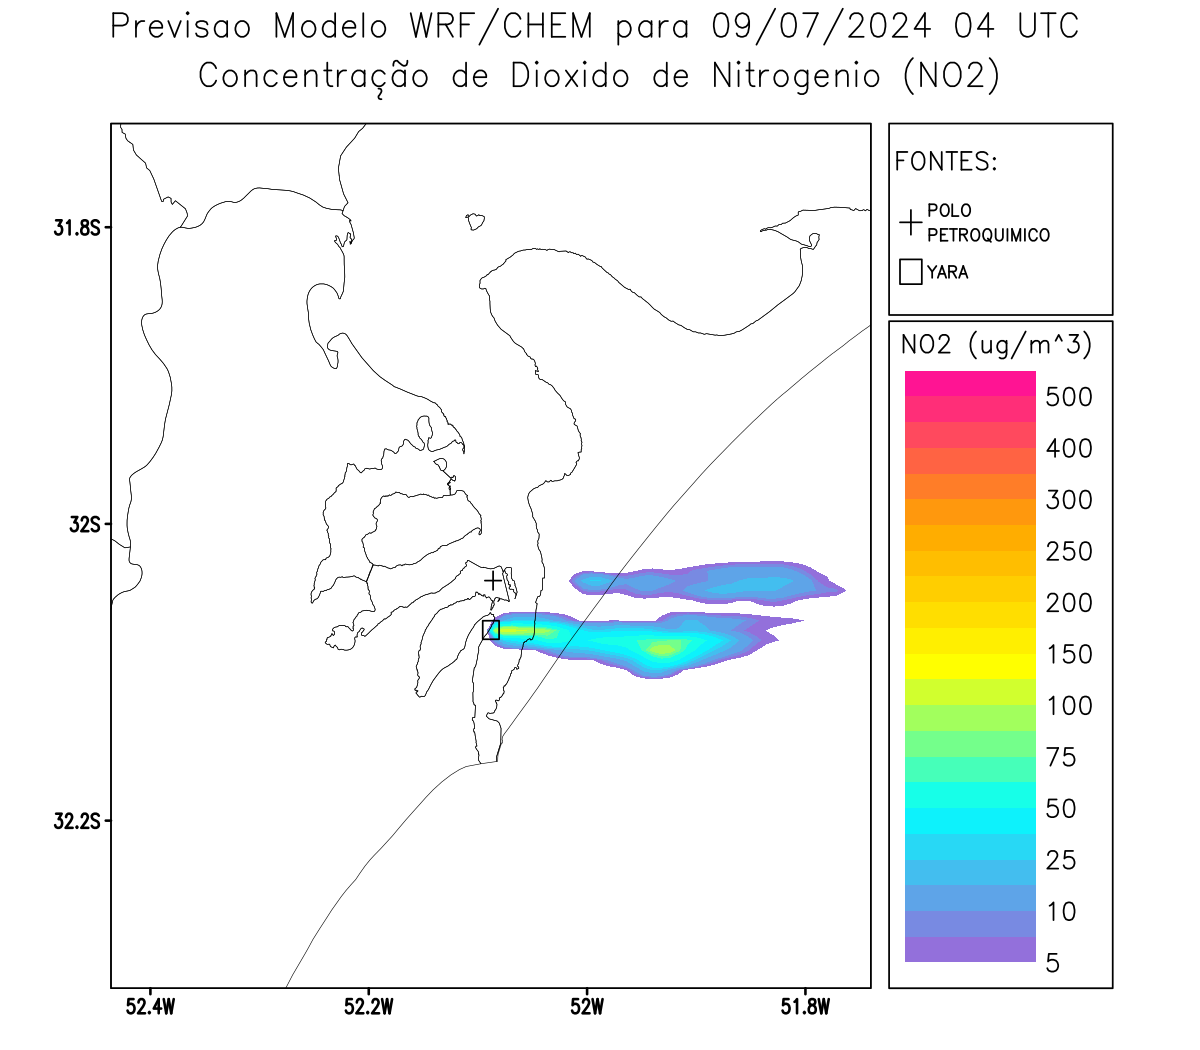 Previsao Modelo WRF/CHEM para 09/07/2024 04 UTC
Concentração de Dioxido de Nitrogenio (NO2)
FONTES:
POLO
PETROQUIMICO
YARA
NO2 (ug/m^3)
500
400
300
250
200
150
100
75
50
25
10
5
31.8S
32S
32.2S
52.4W
52.2W
52W
51.8W